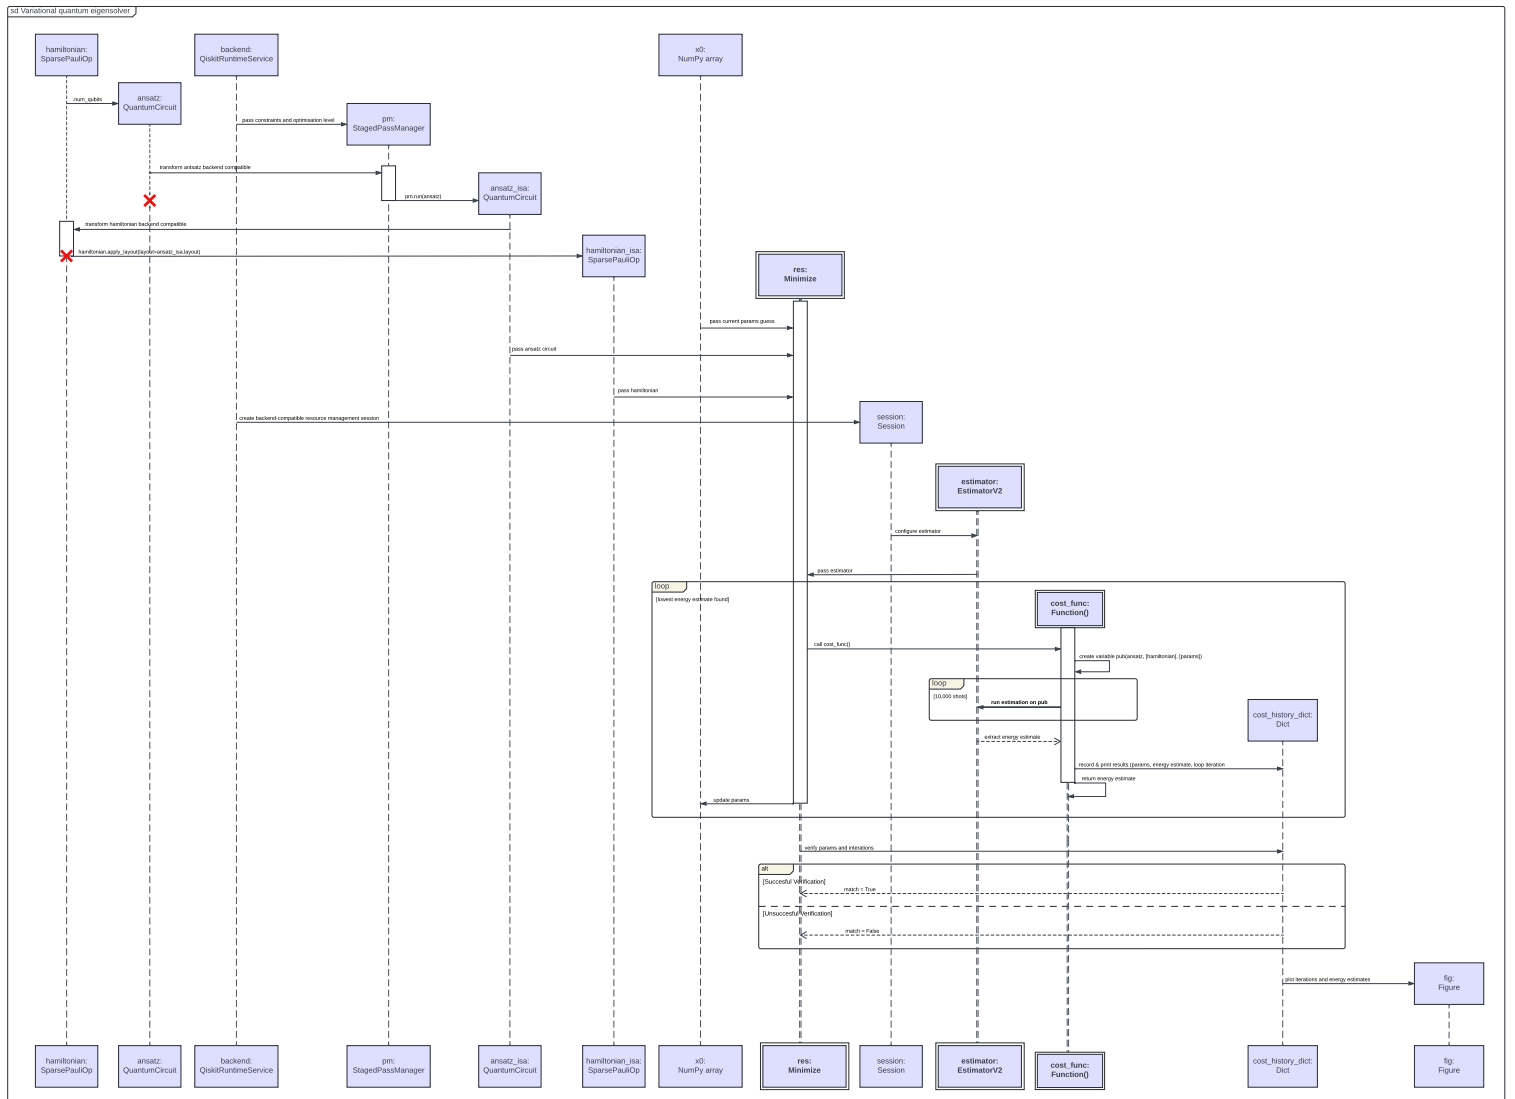 sd Variational quantum eigensolver
hamiltonian:
SparsePauliOp
backend:
QiskitRuntimeService
x0:
NumPy array
ansatz:
QuantumCircuit
.num_qubits
pm:
StagedPassManager
pass constraints and optimisation level
transform antsatz backend compatible
ansatz_isa:
QuantumCircuit
pm.run(ansatz)
transform hamiltonian backend compatible
hamiltonian_isa:
SparsePauliOp
hamiltonian.apply_layout(layout=ansatz_isa.layout)
res:
Minimize
pass current params guess
pass ansatz circuit
pass hamiltonian
create backend-compatible resource management session
session:
Session
estimator:
EstimatorV2
configure estimator
pass estimator
loop
[lowest energy estimate found]
cost_func:
Function()
call cost_func()
create variable pub(ansatz, [hamiltonian], [params])
loop
[10,000 shots]
run estimation on pub
cost_history_dict:
Dict
extract energy estimate
record & print results (params, energy estimate, loop iteration
return energy estimate
update params
verify params and interations
alt
[Succesful Verification]
match = True
[Unsuccesful Verification]
match = False
plot iterations and energy estimates
fig:
Figure
hamiltonian:
SparsePauliOp
ansatz:
QuantumCircuit
backend:
QiskitRuntimeService
pm:
StagedPassManager
ansatz_isa:
QuantumCircuit
hamiltonian_isa:
SparsePauliOp
x0:
NumPy array
res:
Minimize
session:
Session
estimator:
EstimatorV2
cost_func:
Function()
cost_history_dict:
Dict
fig:
Figure